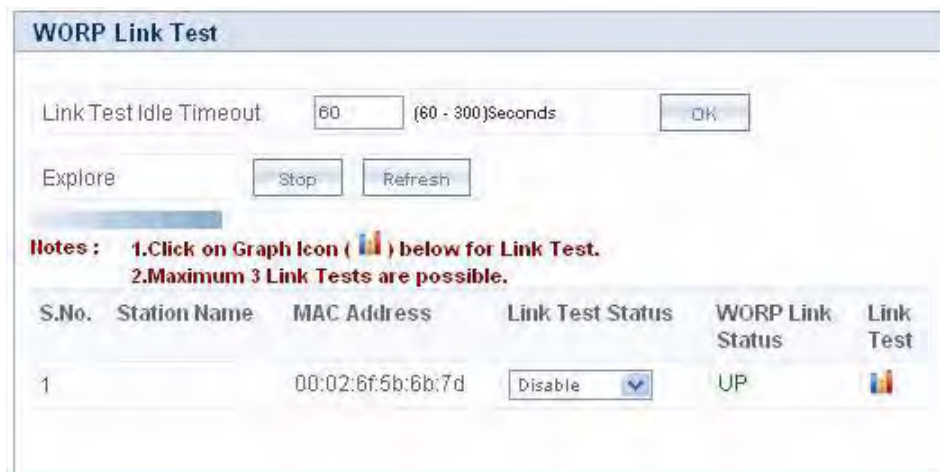 WORP Link Test
Link Test Idle Timeout 60 (60 - 300)Seconds OK
Explore Stop Refresh
Notes : 1.Click on Graph Icon ( ) below for Link Test.
2.Maximum 3 Link Tests are possible.
S.No. Station Name MAC Address Link Test Status WORP Link Status Link Test
1 00:02:6f:5b:6b:7d Disable UP